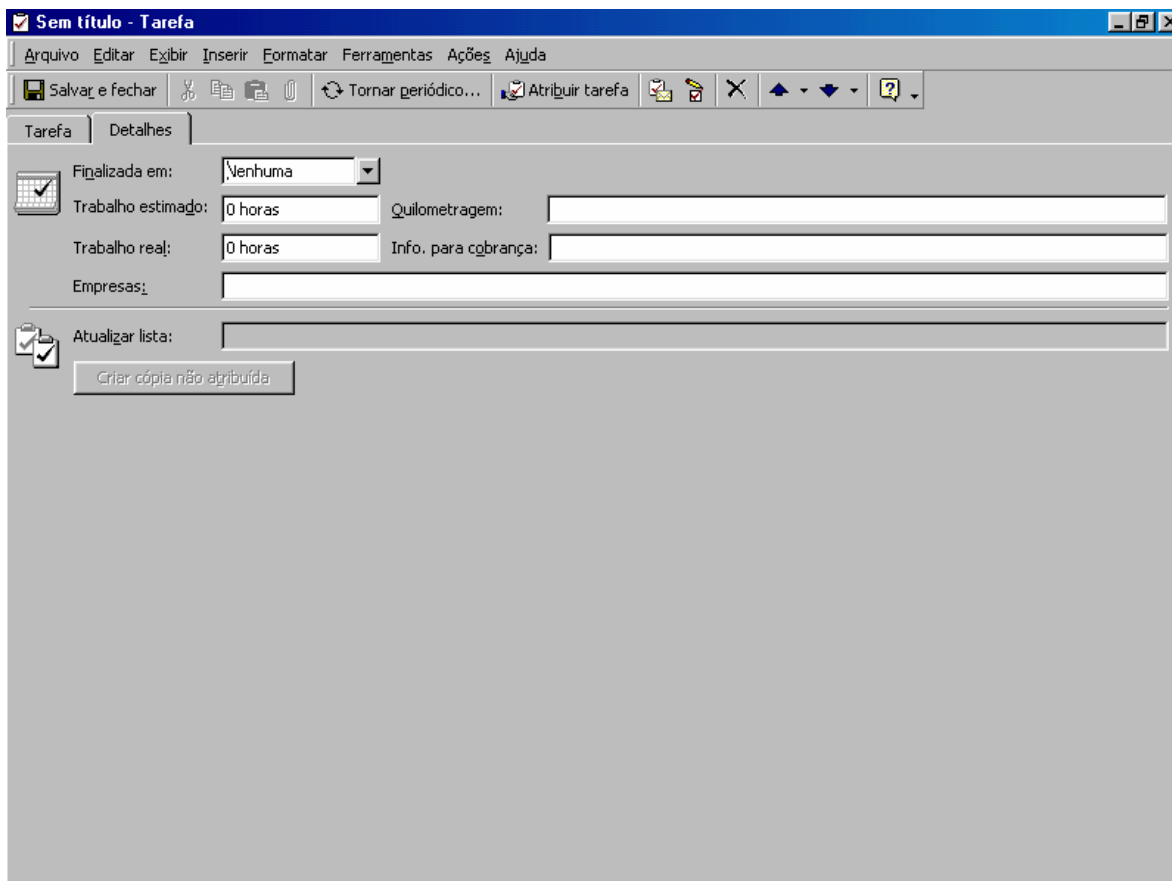 Sem título - Tarefa
Arquivo Editar Exibir Inserir Formatar Ferramentas Ações Ajuda
Salvar e fechar Tornar periódico... Atribuir tarefa
Tarefa Detalhes
Finalizada em: Nenhuma
Trabalho estimado: 0 horas Quilometragem:
Trabalho real: 0 horas Info. para cobrança:
Empresas:
Atualizar lista:
Criar cópia não atribuída